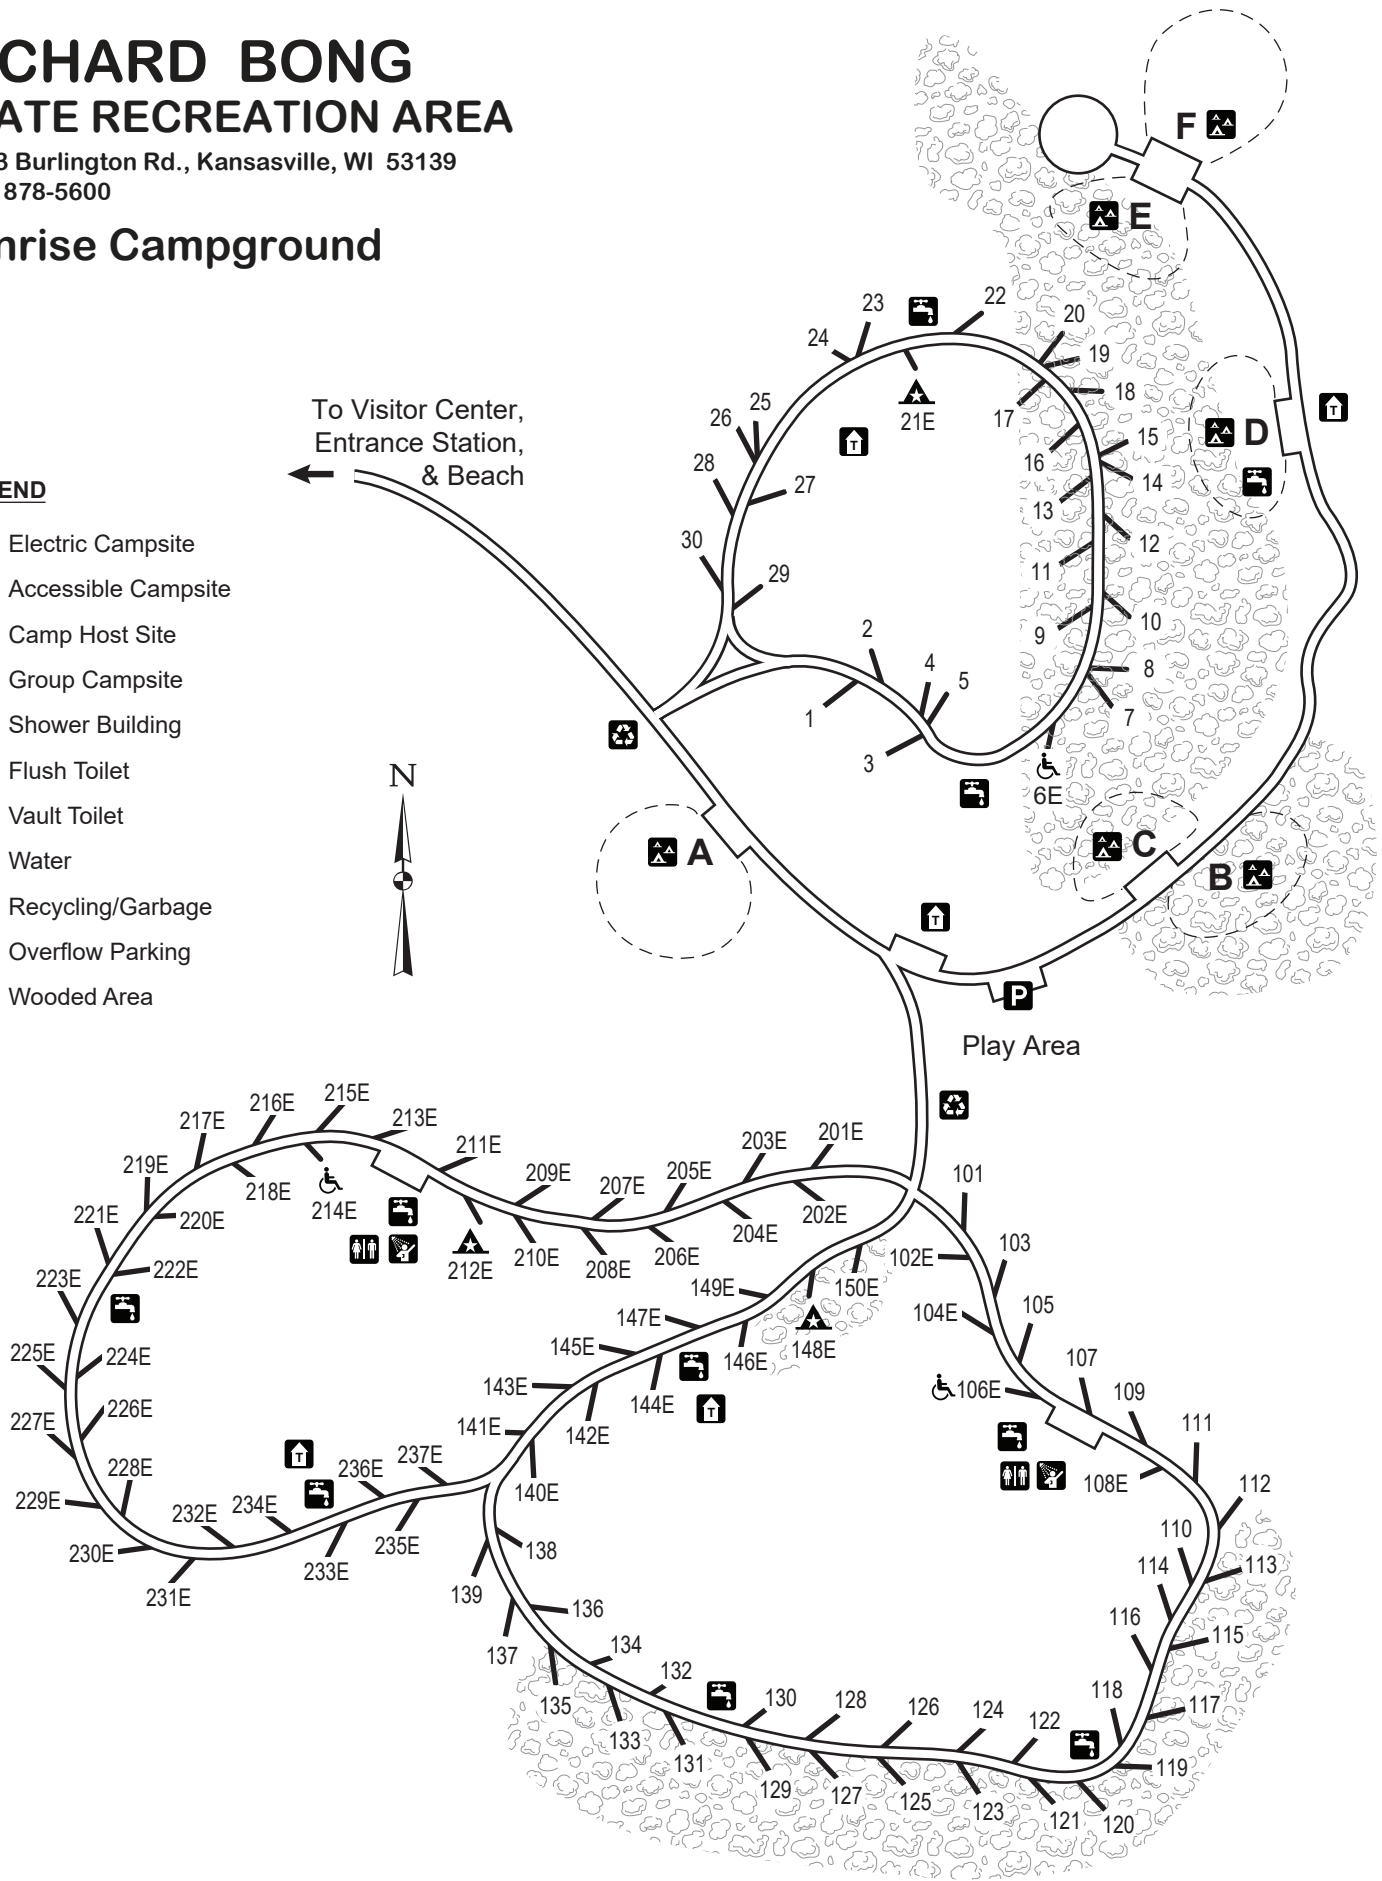 CHARD BONG
ATE RECREATION AREA
3 Burlington Rd., Kansasville, WI 53139
878-5600
nrise Campground
F
E
22
23
20
24
19
18
21E
17
25
To Visitor Center,
Entrance Station,
& Beach
26
15
D
16
28
14
27
13
END
30
12
Electric Campsite
11
29
Accessible Campsite
10
2
9
Camp Host Site
4
8
Group Campsite
5
1
7
Shower Building
3
Flush Toilet
N
6E
Vault Toilet
C
A
Water
B
Recycling/Garbage
Overflow Parking
P
Wooded Area
Play Area
215E
216E
213E
217E
201E
203E
211E
219E
209E
205E
101
207E
218E
214E
221E
220E
202E
204E
103
210E
206E
102E
222E
212E
208E
223E
149E
150E
105
147E
104E
145E
148E
225E
224E
146E
107
143E
106E
109
144E
226E
227E
141E
142E
111
237E
228E
236E
108E
112
229E
140E
234E
232E
110
235E
138
230E
114
113
233E
139
231E
136
116
115
134
137
132
118
130
128
135
126
117
124
122
133
131
119
129
127
125
123
121
120
T
T
T
T
T